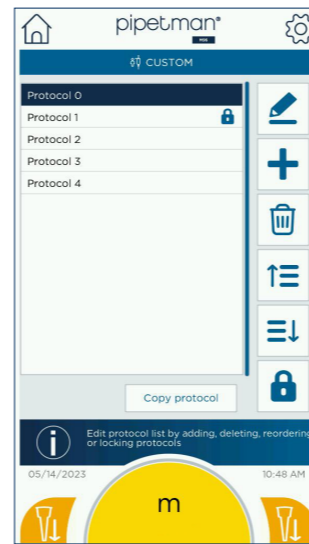 pipetman®
CUSTOM
Protocol 0
Protocol 1
Protocol 2
Protocol 3
Protocol 4
Copy protocol
Edit protocol list by adding, deleting, reordering
or locking protocols
05/14/2023
10:48 AM
m